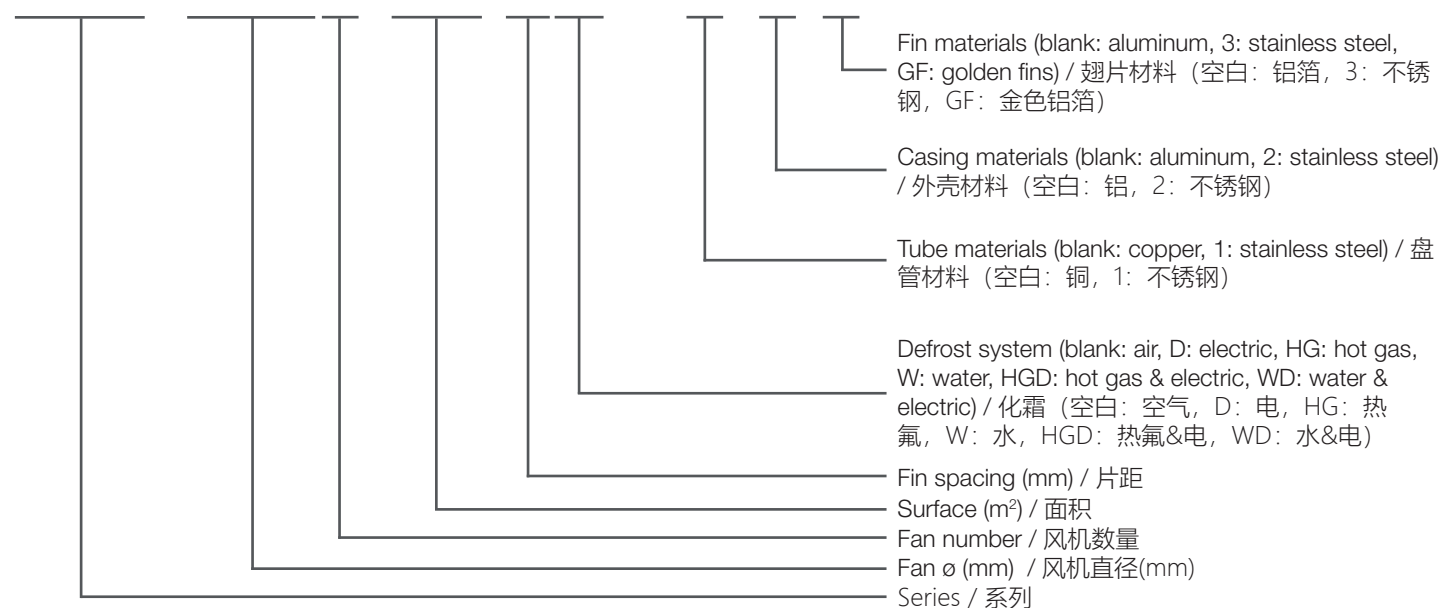 Fin materials (blank: aluminum, 3: stainless steel,
GF: golden fins) / 翅片材料（空白：铝箔，3：不锈
钢，GF：金色铝箔）
Casing materials (blank: aluminum, 2: stainless steel)
/ 外壳材料（空白：铝，2：不锈钢）
Tube materials (blank: copper, 1: stainless steel) / 盘
管材料（空白：铜，1：不锈钢）
Defrost system (blank: air, D: electric, HG: hot gas,
W: water, HGD: hot gas & electric, WD: water &
electric) / 化霜（空白：空气，D：电，HG：热
氟，W：水，HGD：热氟&电，WD：水&电）
Fin spacing (mm) / 片距
Surface (m²) / 面积
Fan number / 风机数量
Fan ø (mm) / 风机直径(mm)
Series / 系列